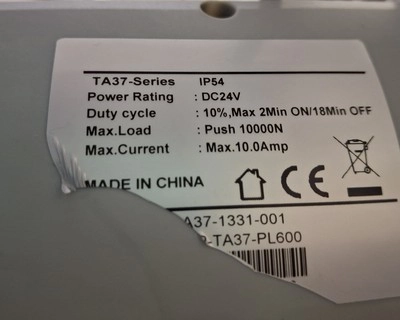 TA37-Series IP54
Power Rating : DC24V
Duty cycle : 10%,Max 2Min ON/18Min OFF
Max.Load : Push 10000N
Max.Current : Max.10.0Amp
MADE IN CHINA CE
A37-1331-001
-TA37-PL600